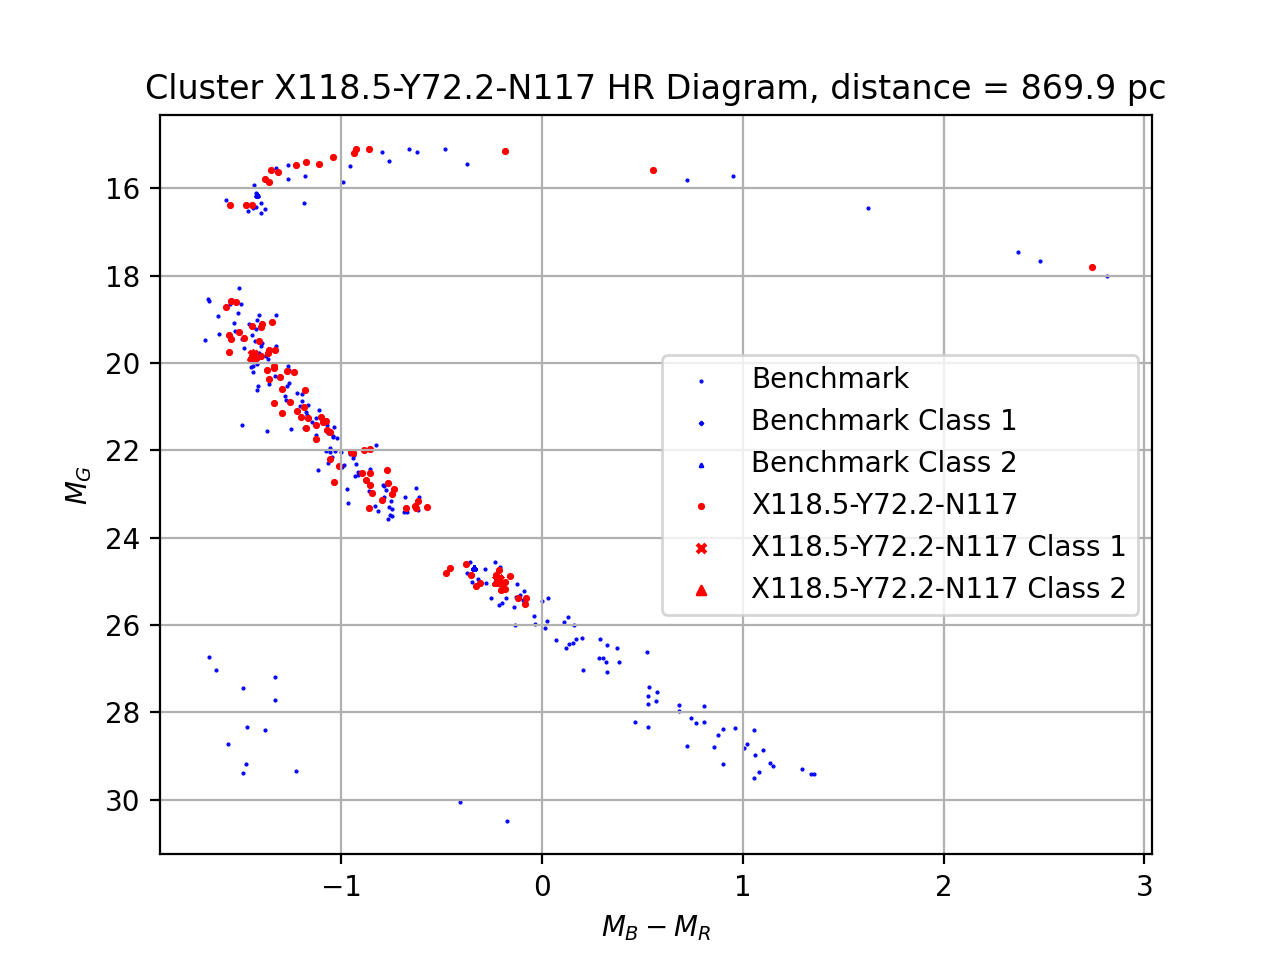 Cluster X118.5-Y72.2-N117 HR Diagram, distance = 869.9 pc
16
18
20
22
24
26
28
30
M_G
Benchmark
Benchmark Class 1
Benchmark Class 2
X118.5-Y72.2-N117
X118.5-Y72.2-N117 Class 1
X118.5-Y72.2-N117 Class 2
−1 0 1 2 3
M_B − M_R